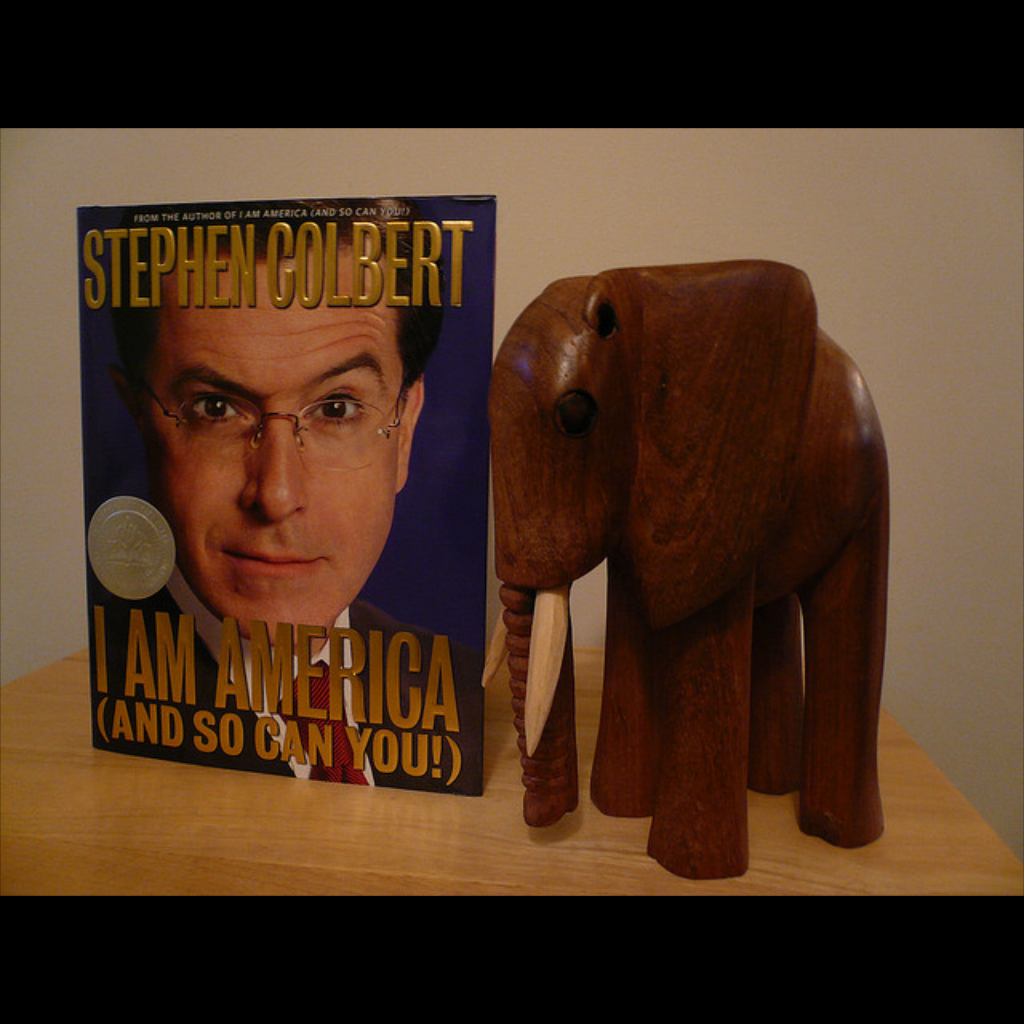 FROM THE AUTHOR OF I AM AMERICA (AND SO CAN YOU!)
STEPHEN COLBERT
I AM AMERICA
(AND SO CAN YOU!)